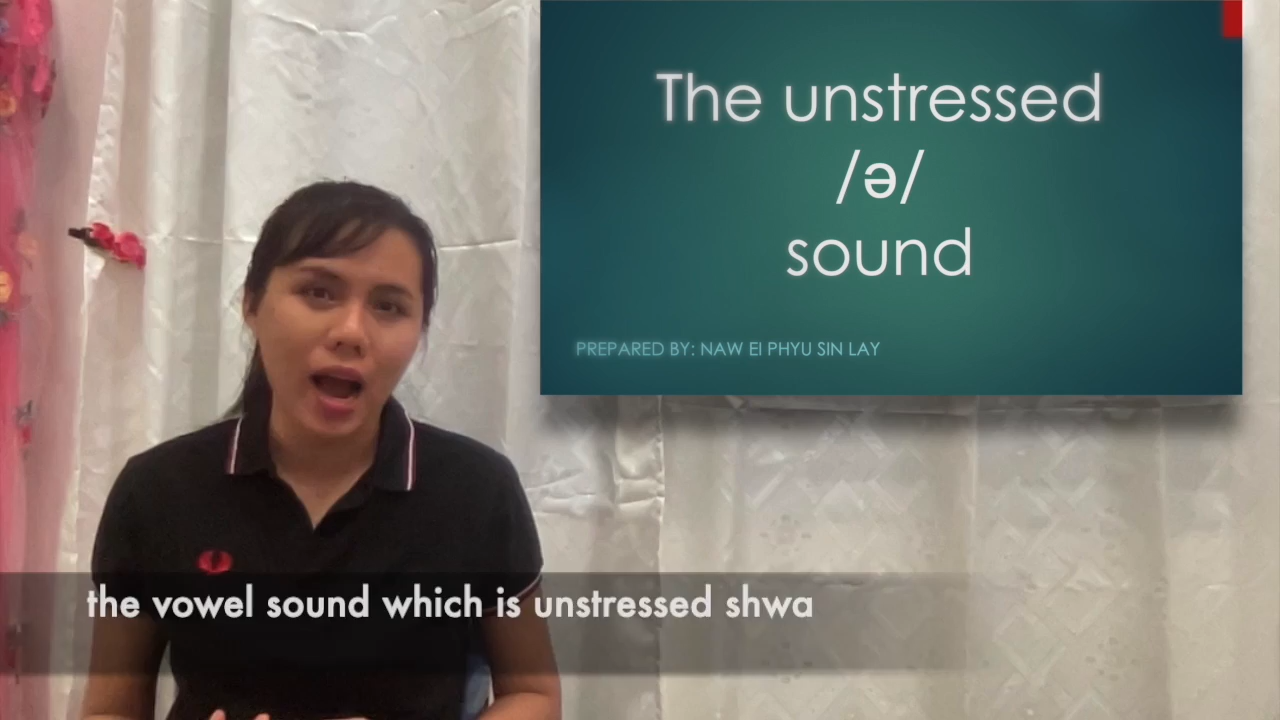 The unstressed
/ə/
sound
PREPARED BY: NAW EI PHYU SIN LAY
the vowel sound which is unstressed shwa